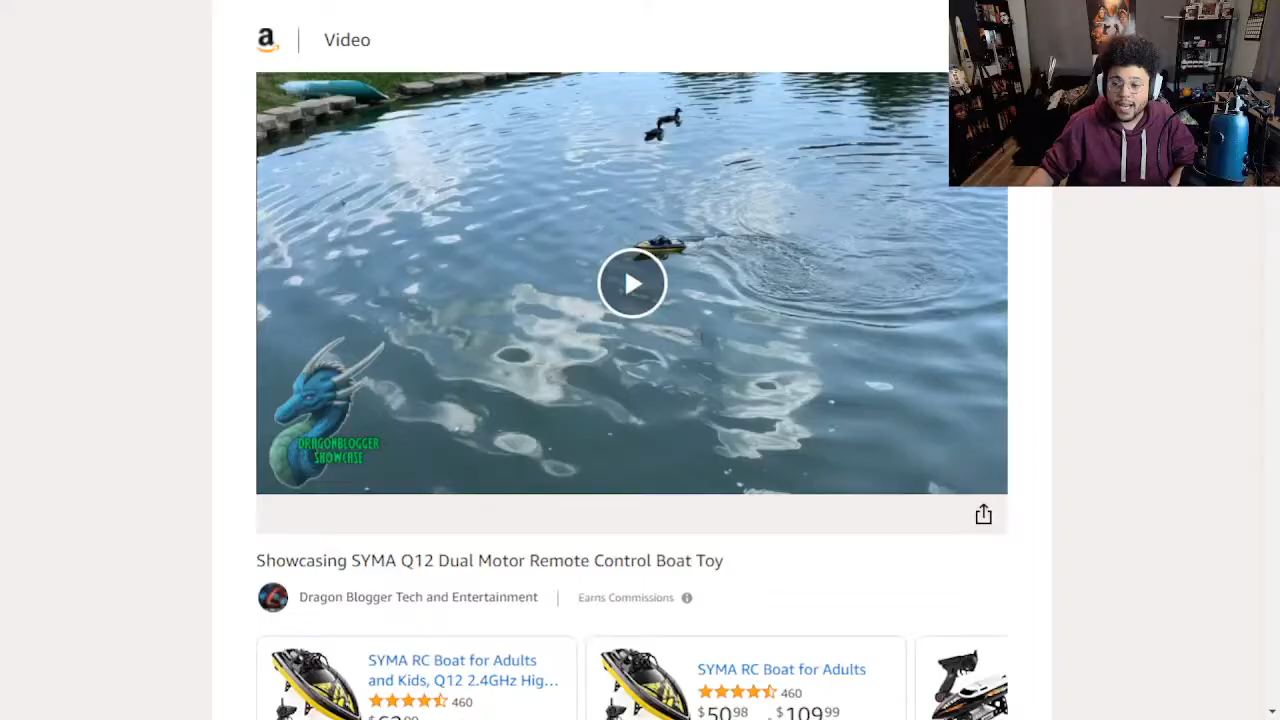 a
Video
DRAGONBLOGGER
SHOWCASE
Showcasing SYMA Q12 Dual Motor Remote Control Boat Toy
Dragon Blogger Tech and Entertainment
Earns Commissions
SYMA RC Boat for Adults
and Kids, Q12 2.4GHz Hig...
460
SYMA RC Boat for Adults
460
$50.98 - $109.99